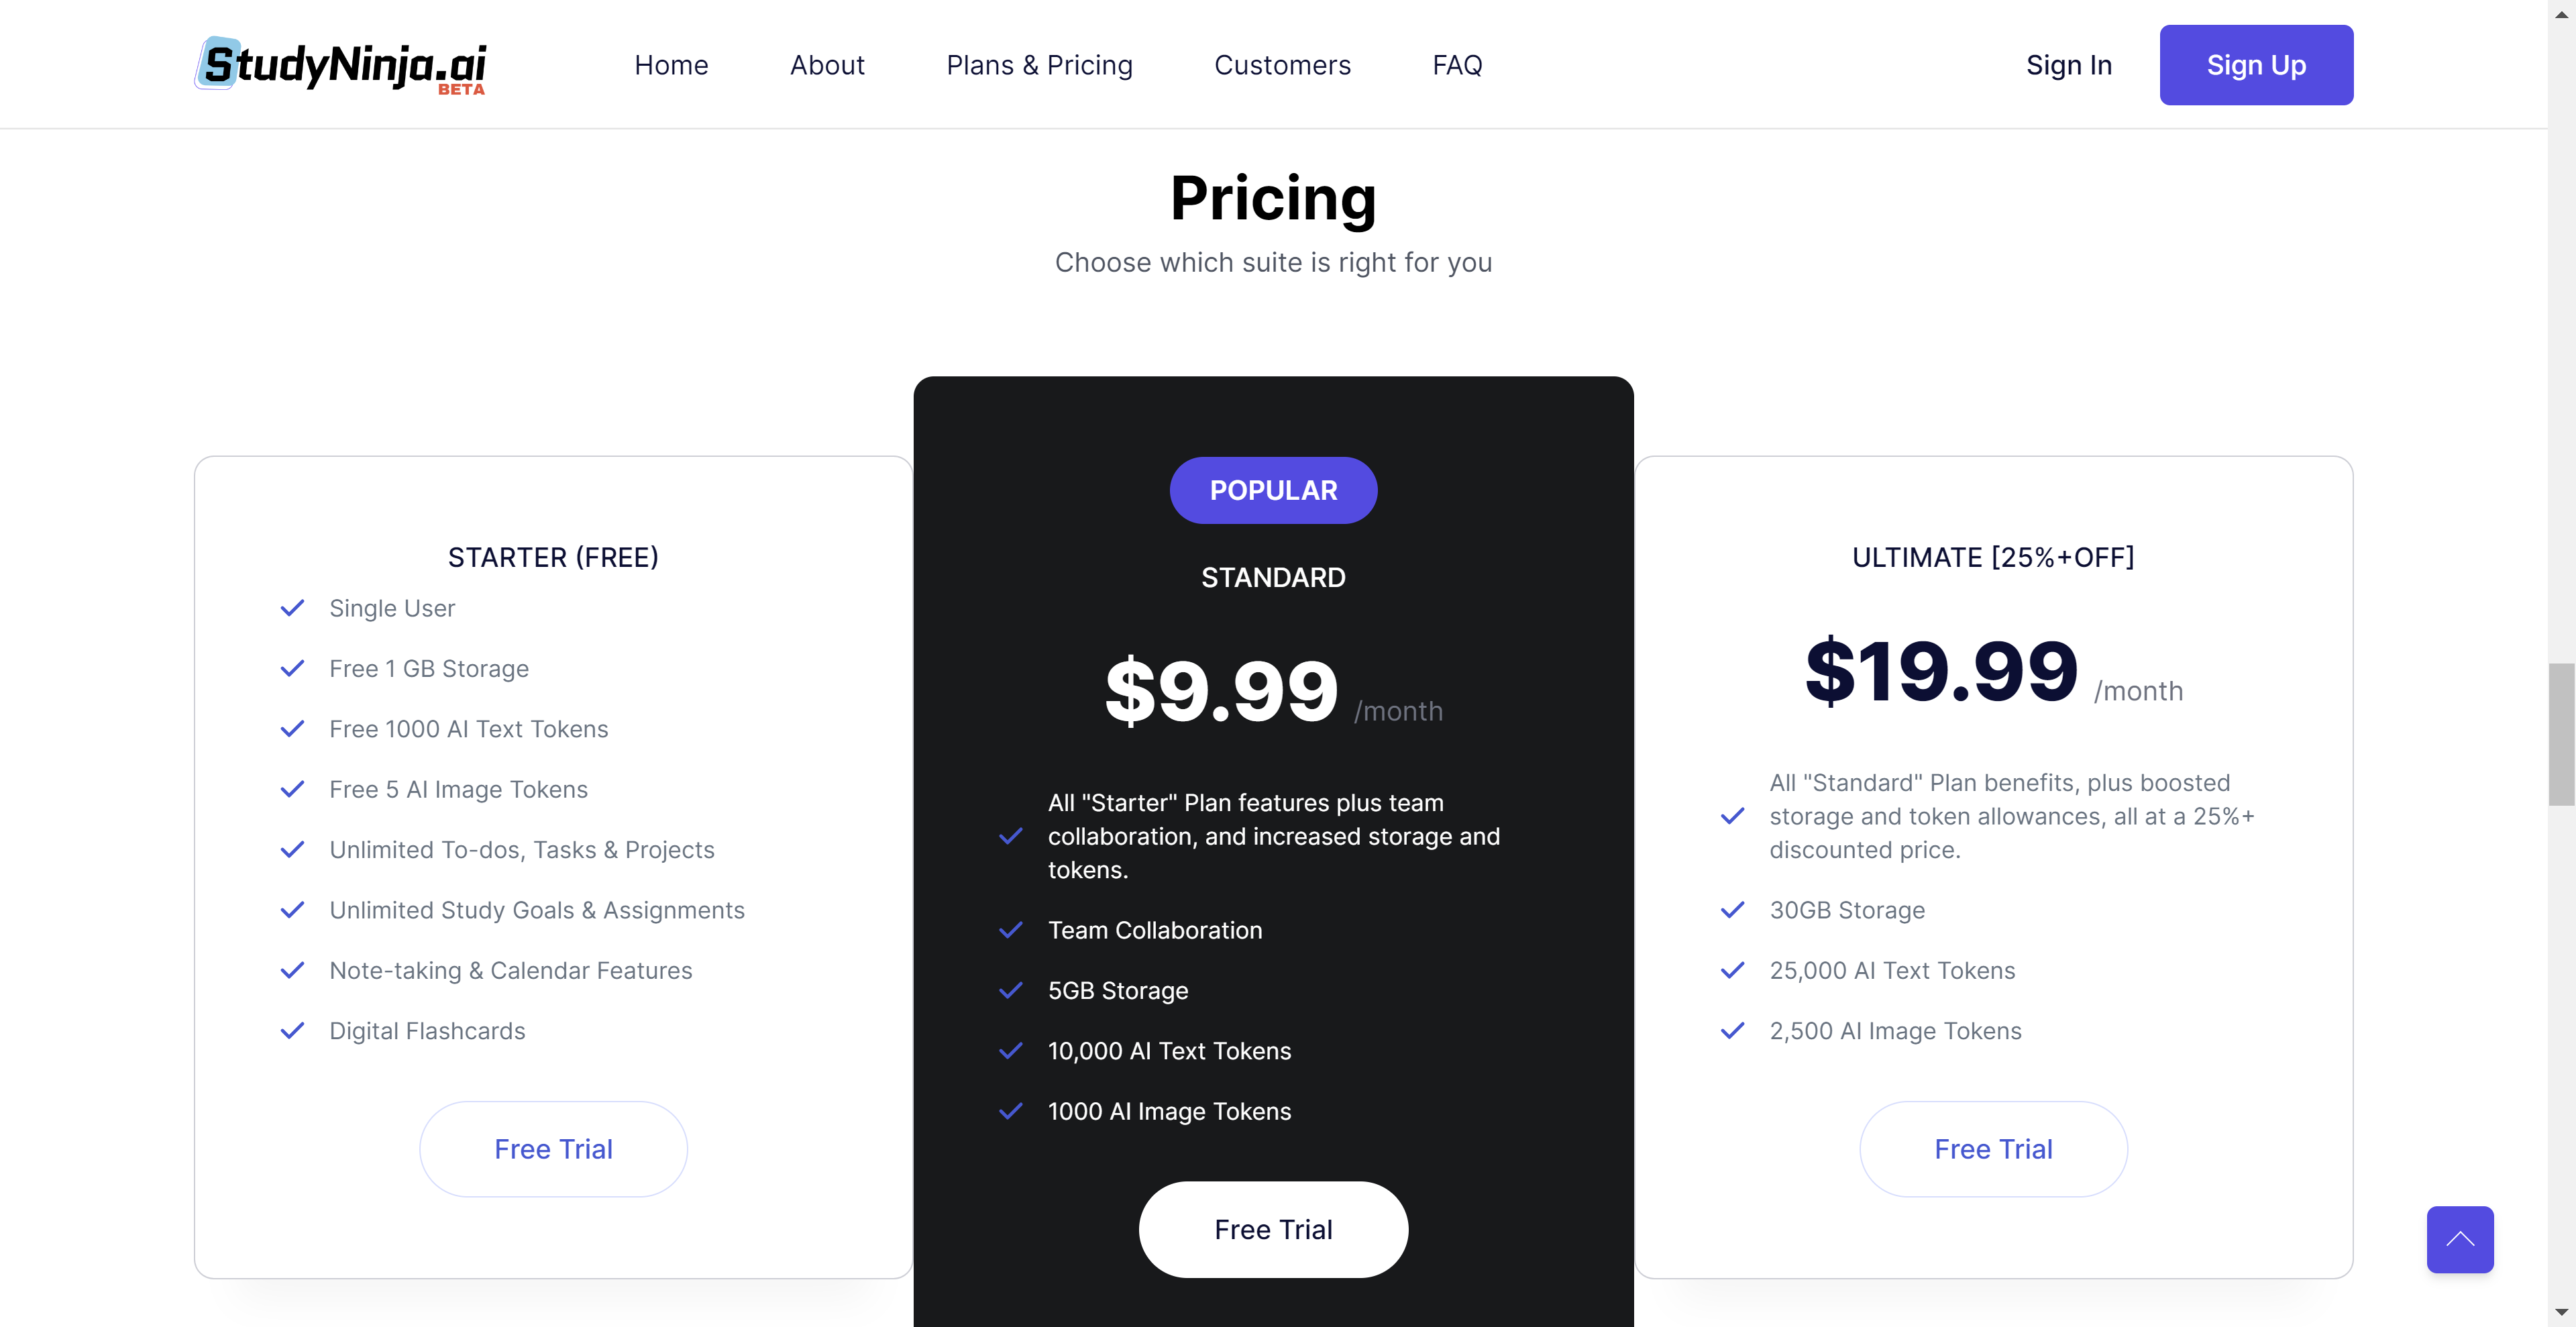 StudyNinja.ai
BETA
Home
About
Plans & Pricing
Customers
FAQ
Sign In
Sign Up
Pricing
Choose which suite is right for you
STARTER (FREE)
Single User
Free 1 GB Storage
Free 1000 AI Text Tokens
Free 5 AI Image Tokens
Unlimited To-dos, Tasks & Projects
Unlimited Study Goals & Assignments
Note-taking & Calendar Features
Digital Flashcards
Free Trial
POPULAR
STANDARD
$9.99 /month
All "Starter" Plan features plus team
collaboration, and increased storage and
tokens.
Team Collaboration
5GB Storage
10,000 AI Text Tokens
1000 AI Image Tokens
Free Trial
ULTIMATE [25%+OFF]
$19.99 /month
All "Standard" Plan benefits, plus boosted
storage and token allowances, all at a 25%+
discounted price.
30GB Storage
25,000 AI Text Tokens
2,500 AI Image Tokens
Free Trial